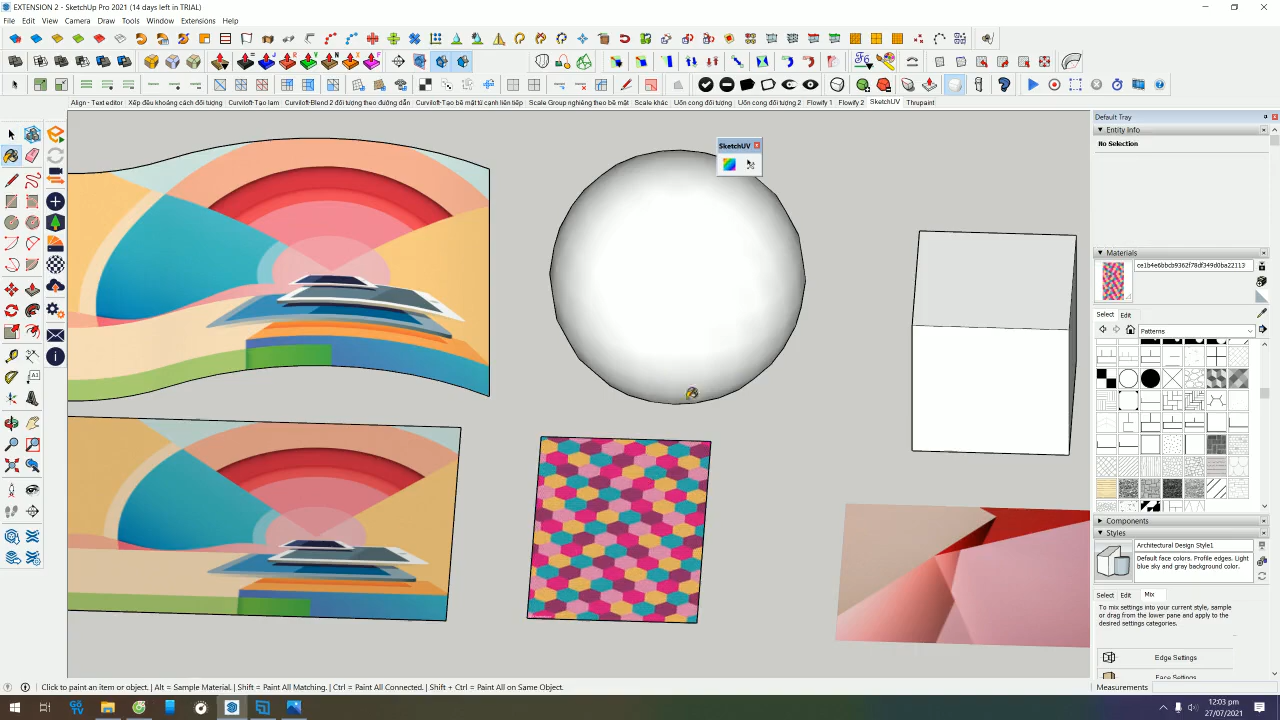 EXTENSION 2 - SketchUp Pro 2021 (14 days left in TRIAL)
File Edit View Camera Draw Tools Window Extensions Help
Align - Text editor Xếp đều khoảng cách đối tượng Curviloft-Tạo lam Curviloft-Blend 2 đối tượng theo đường dẫn Curviloft-Tạo bề mặt từ cạnh liên tiếp Scale Group nghiêng theo bề mặt Scale khác Uốn cong đối tượng Uốn cong đối tượng 2 Flowify 1 Flowify 2 SketchUV Thrupaint
SketchUV
Default Tray
Entity Info
No Selection
Materials
ce1b4e6bbcb9362f78df349d0ba22113
Select Edit
Patterns
Components
Styles
Architectural Design Style1
Default face colors. Profile edges. Light
blue sky and gray background color.
Select Edit Mix
To mix settings into your current style, sample
or drag from the lower pane and apply to the
desired settings categories.
Edge Settings
Face Settings
Click to paint an item or object. | Alt = Sample Material. | Shift = Paint All Matching. | Ctrl = Paint All Connected. | Shift + Ctrl = Paint All on Same Object.
Measurements
12:03 pm
27/07/2021